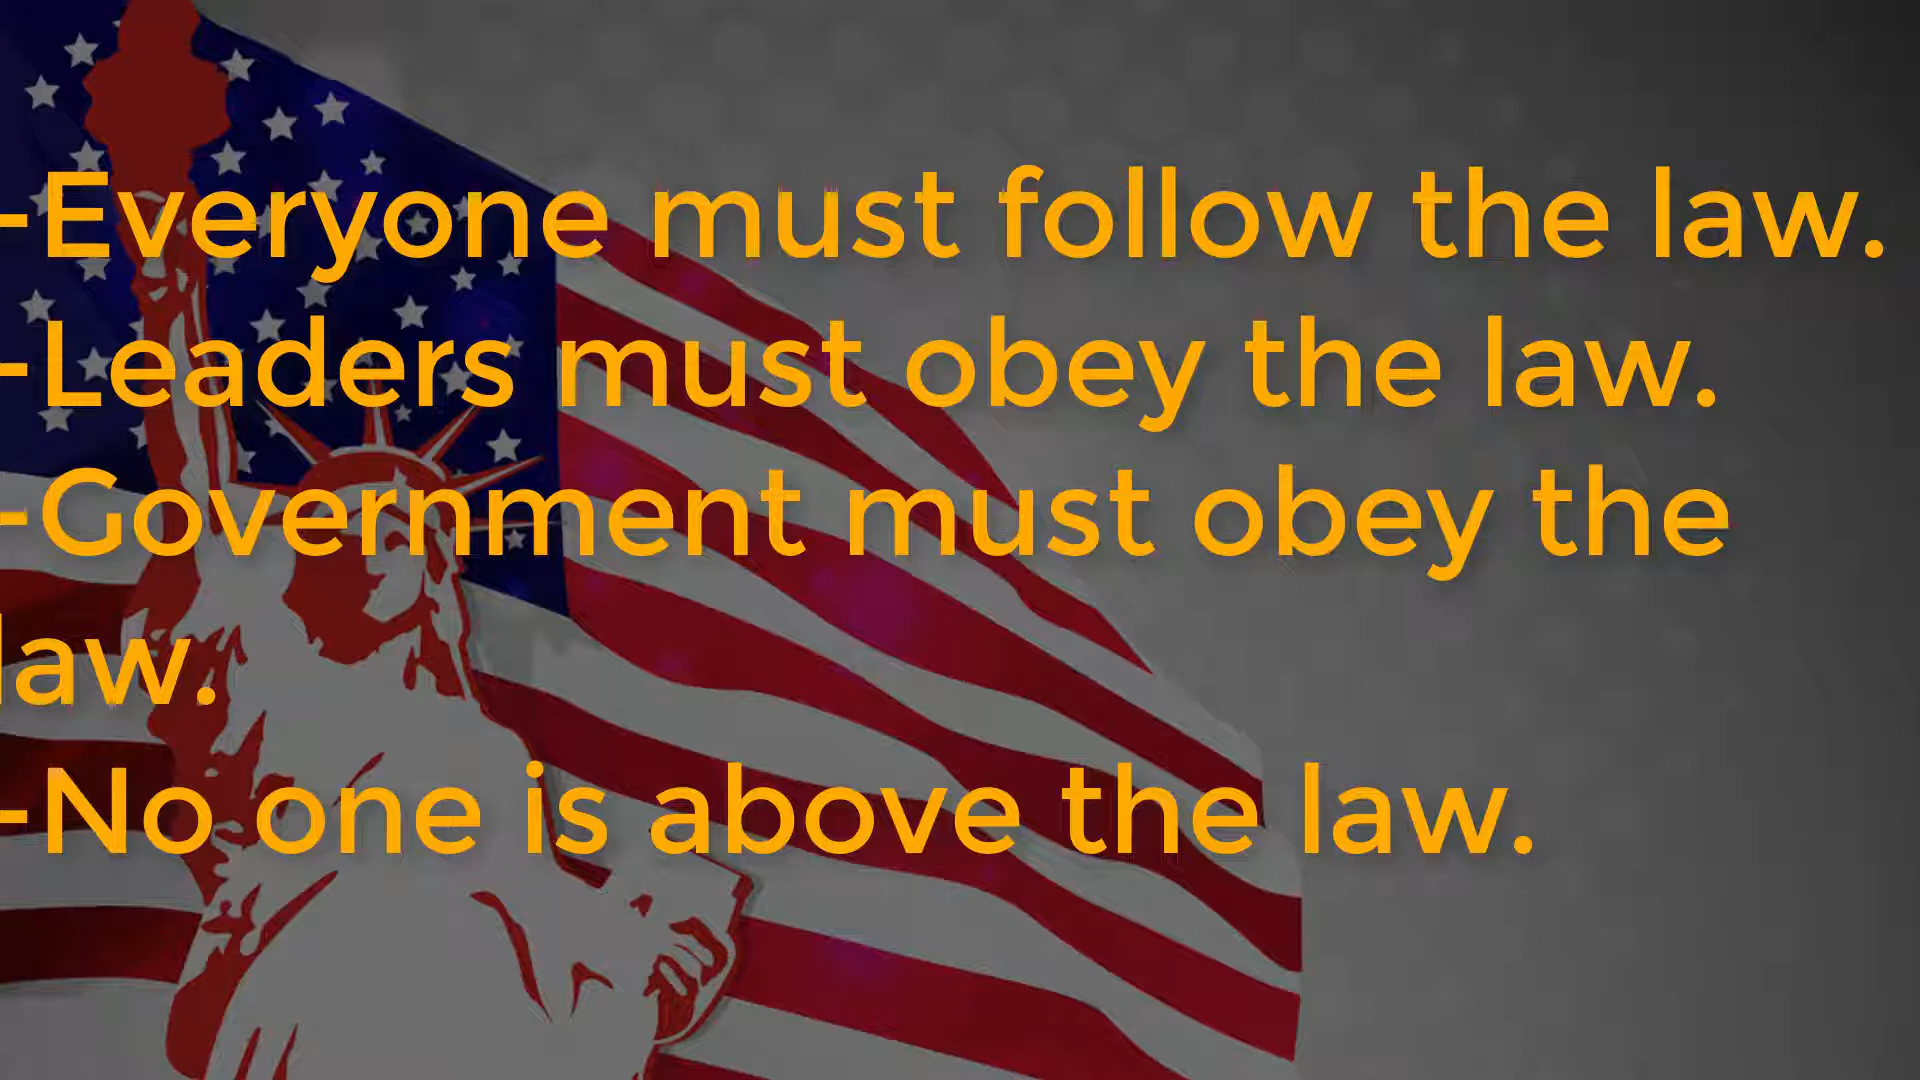 -Everyone must follow the law.
-Leaders must obey the law.
-Government must obey the
law.
-No one is above the law.